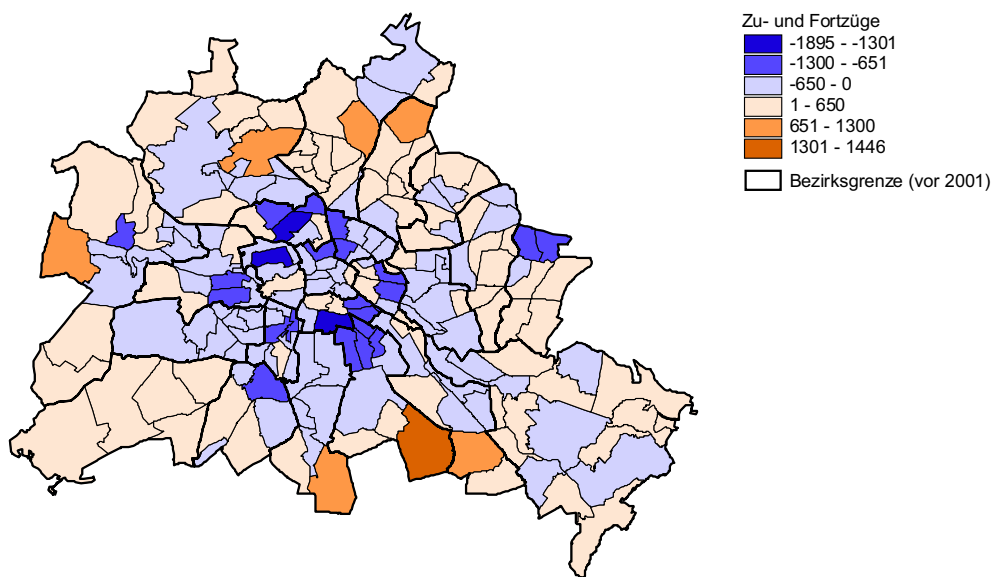 Zu- und Fortzüge
-1895 - -1301
-1300 - -651
-650 - 0
1 - 650
651 - 1300
1301 - 1446
Bezirksgrenze (vor 2001)